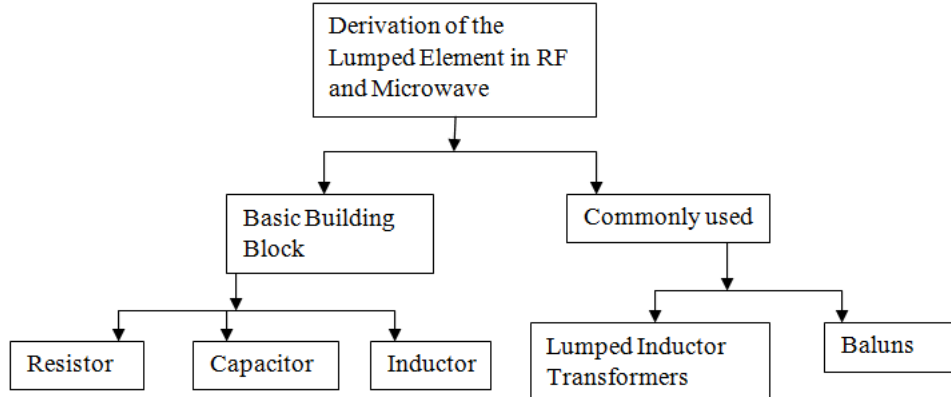 Derivation of the
Lumped Element in RF
and Microwave
Basic Building
Block
Commonly used
Resistor
Capacitor
Inductor
Lumped Inductor
Transformers
Baluns